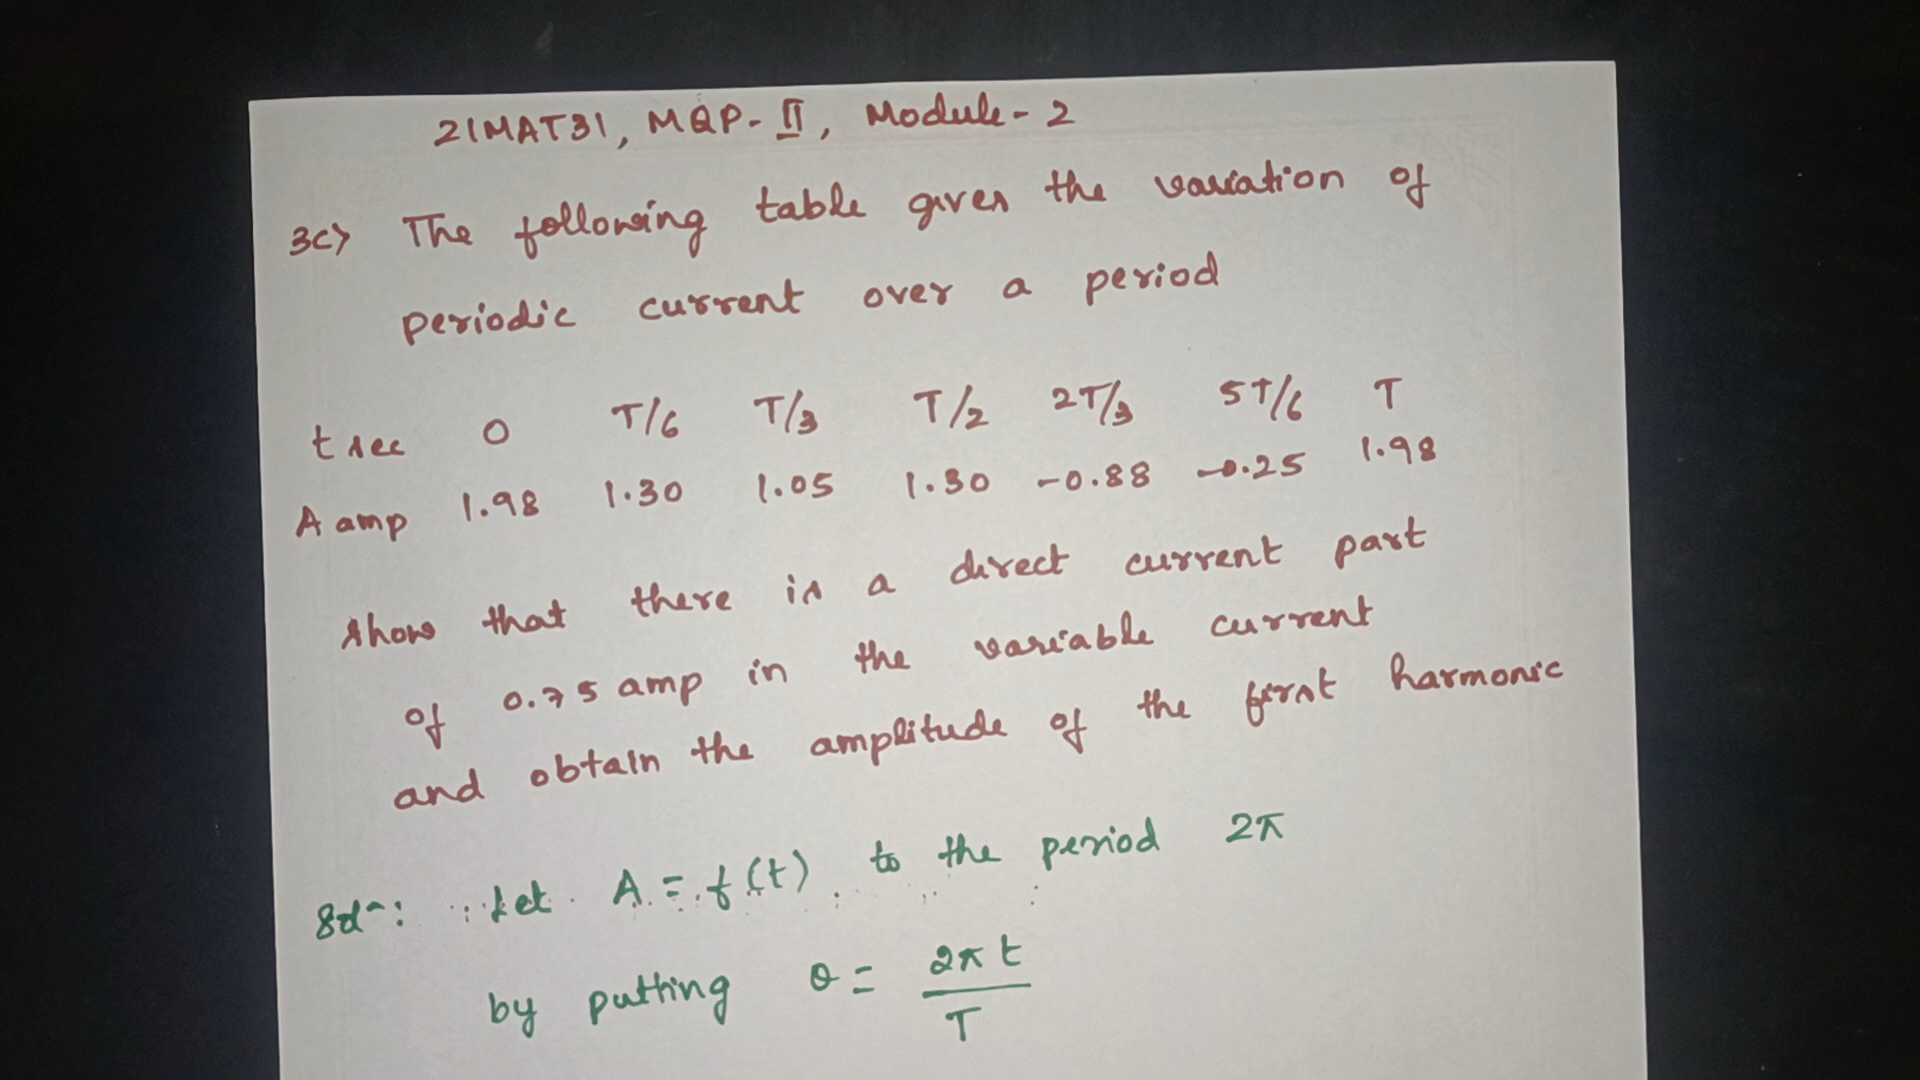 21MAT31, MQP-II, Module-2
3c> The following table gives the variation of
periodic current over a period
t sec 0 T/6 T/3 T/2 2T/3 5T/6 T
A amp 1.98 1.30 1.05 1.30 -0.88 -0.25 1.98
show that there is a direct current part
of 0.75 amp in the variable current
and obtain the amplitude of the first harmonic
Soln: Let A = f(t) to the period 2π
by putting θ = 2πt/T